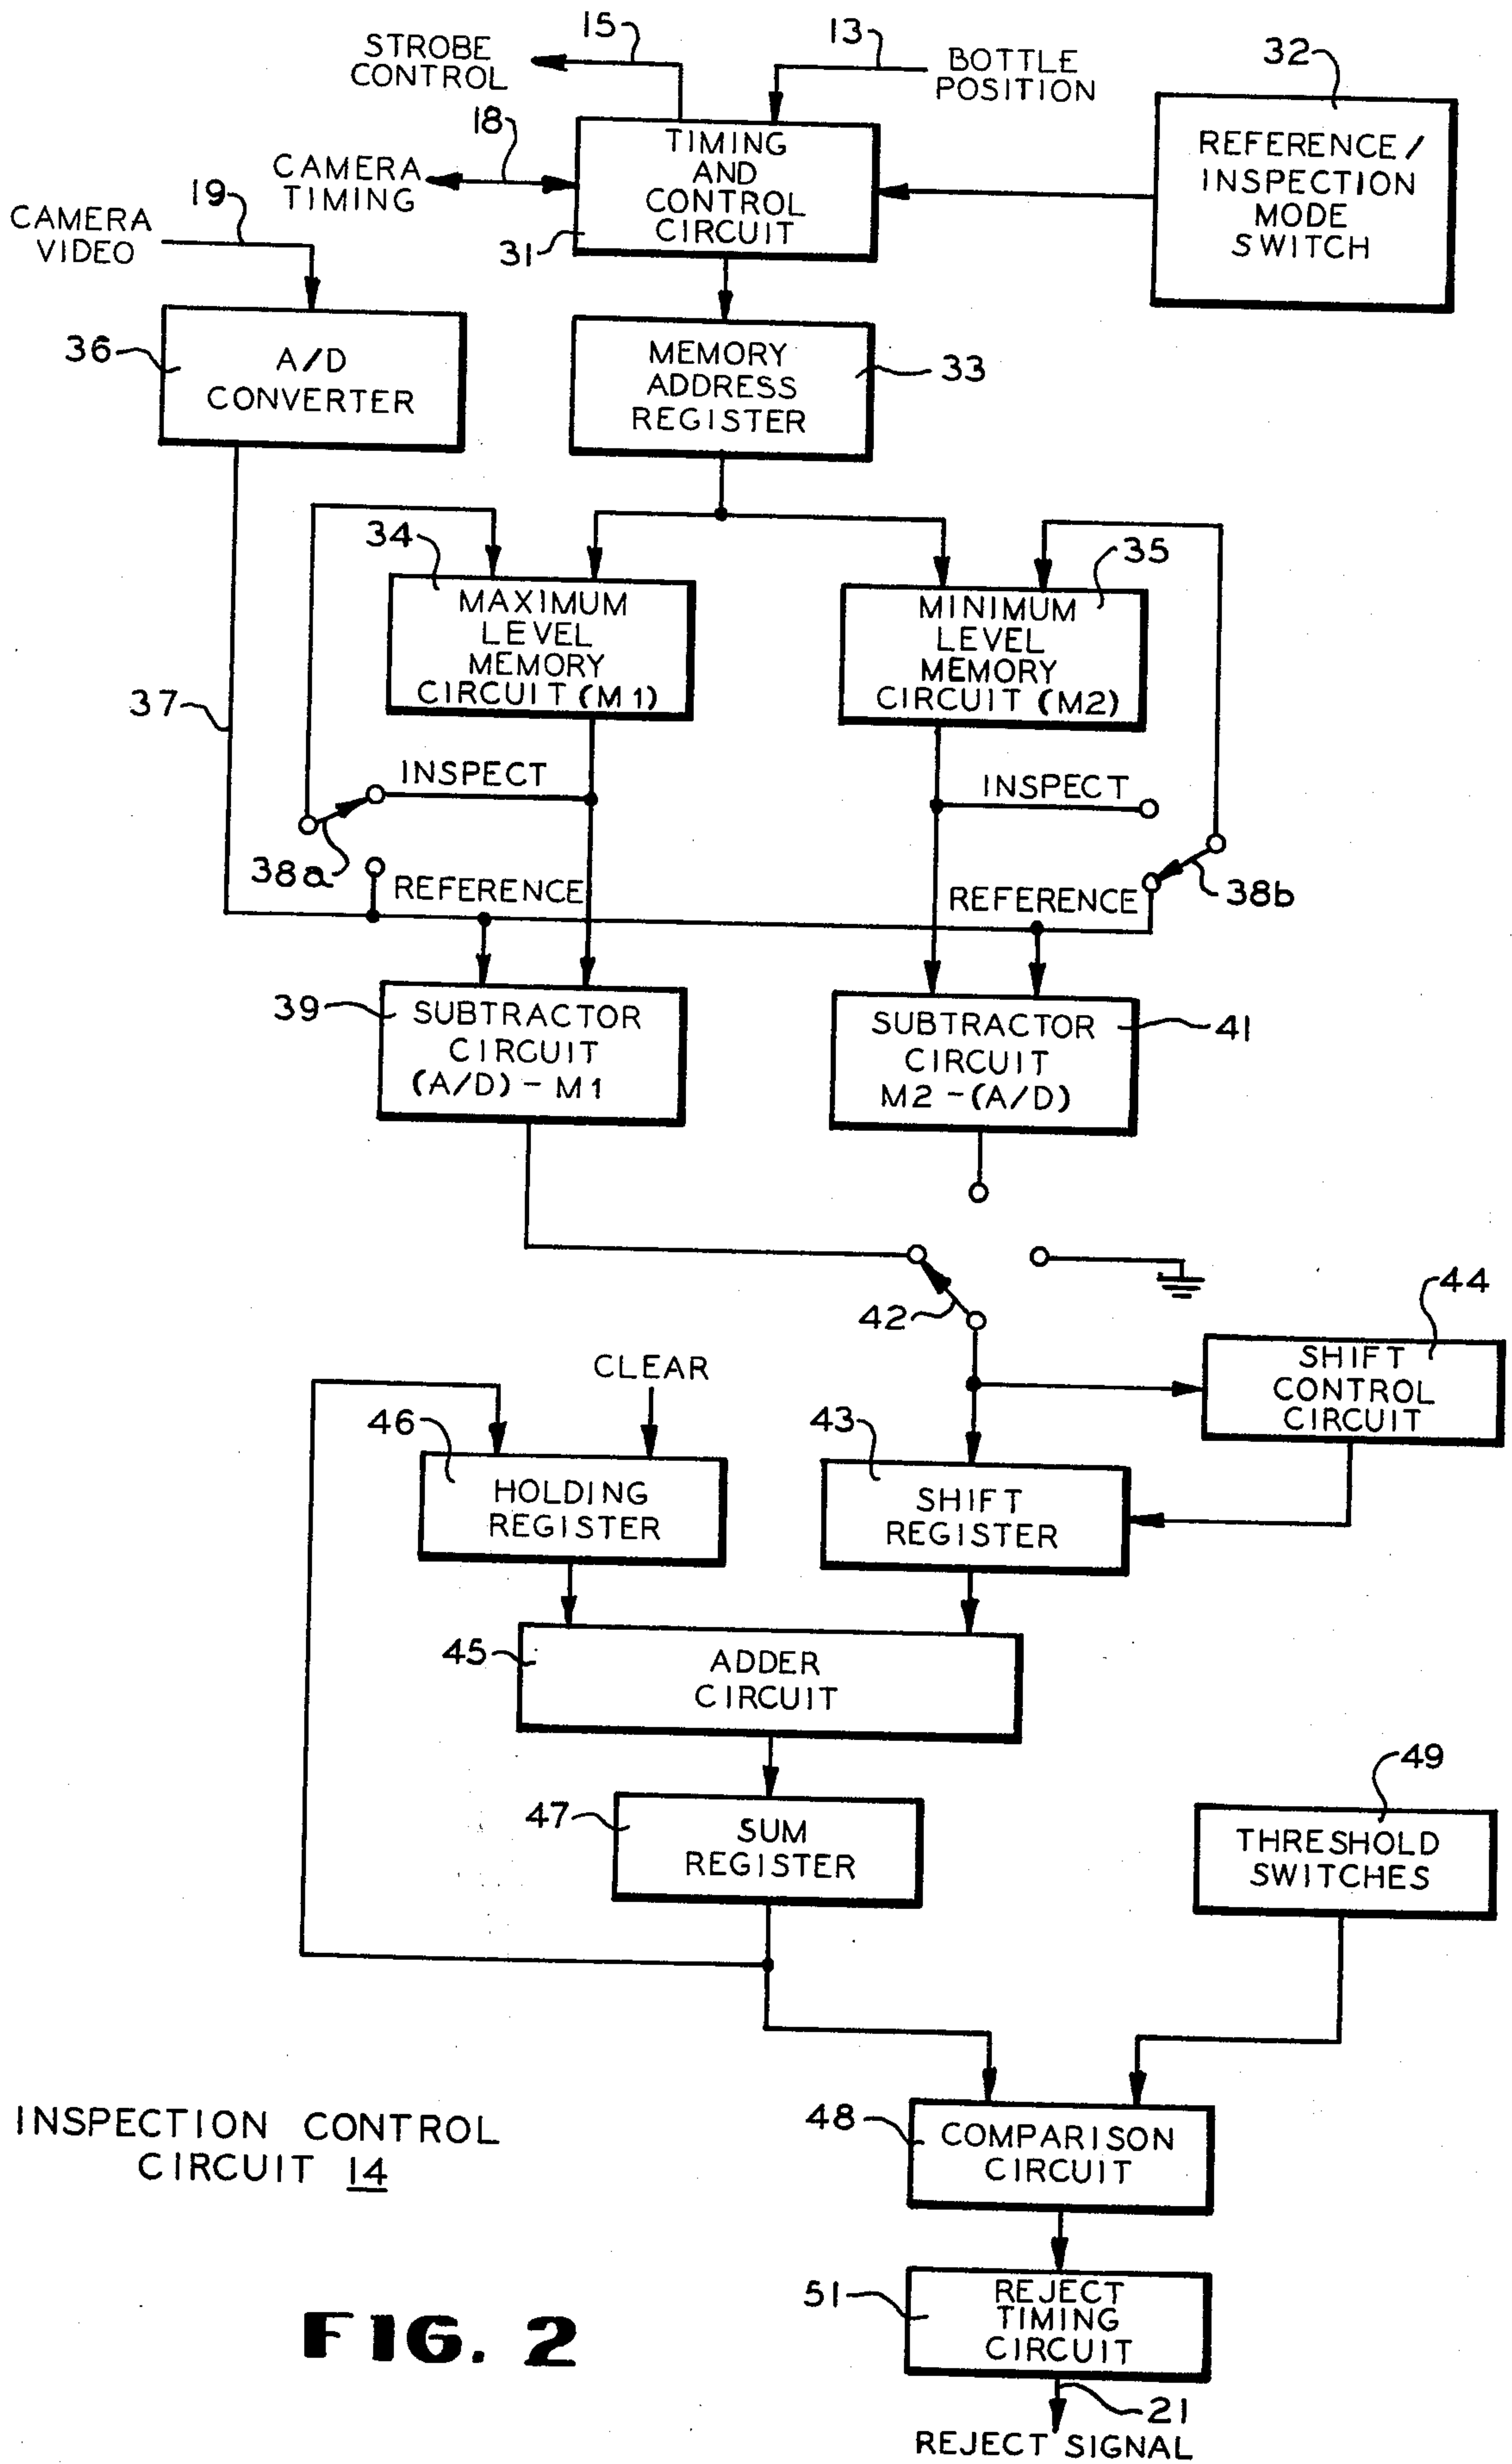 15
13
32
STROBE
CONTROL
BOTTLE
POSITION
18
CAMERA
TIMING
TIMING
AND
CONTROL
CIRCUIT
31
REFERENCE/
INSPECTION
MODE
SWITCH
19
CAMERA
VIDEO
36
A/D
CONVERTER
MEMORY
ADDRESS
REGISTER
33
34
MAXIMUM
LEVEL
MEMORY
CIRCUIT (M1)
35
MINIMUM
LEVEL
MEMORY
CIRCUIT (M2)
37
INSPECT
INSPECT
38a
REFERENCE
REFERENCE
38b
39
SUBTRACTOR
CIRCUIT
(A/D) - M1
SUBTRACTOR
CIRCUIT
M2 - (A/D)
41
42
44
SHIFT
CONTROL
CIRCUIT
CLEAR
46
HOLDING
REGISTER
43
SHIFT
REGISTER
45
ADDER
CIRCUIT
47
SUM
REGISTER
49
THRESHOLD
SWITCHES
48
COMPARISON
CIRCUIT
INSPECTION CONTROL
CIRCUIT 14
51
REJECT
TIMING
CIRCUIT
21
REJECT SIGNAL
FIG. 2